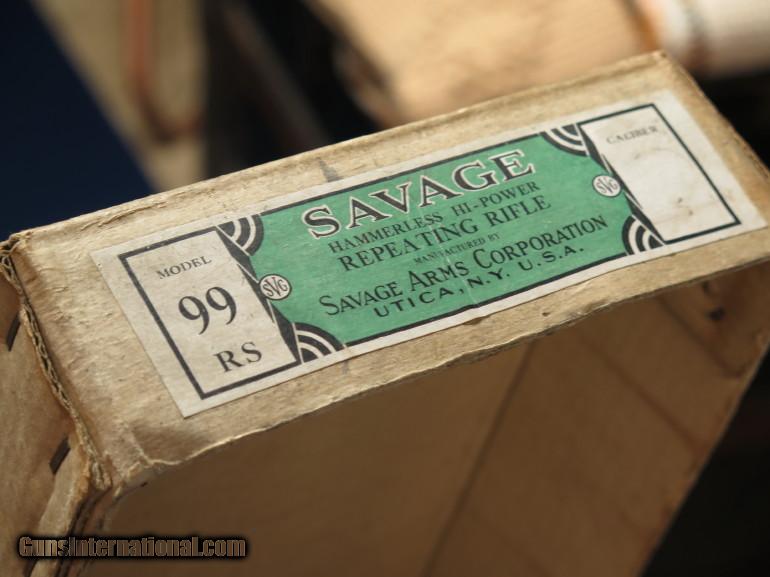 MODEL
99
RS
SVG
SAVAGE
HAMMERLESS HI-POWER
REPEATING RIFLE
MANUFACTURED BY
SAVAGE ARMS CORPORATION
UTICA, N.Y. U.S.A.
SVG
CALIBER
GunsInternational.com